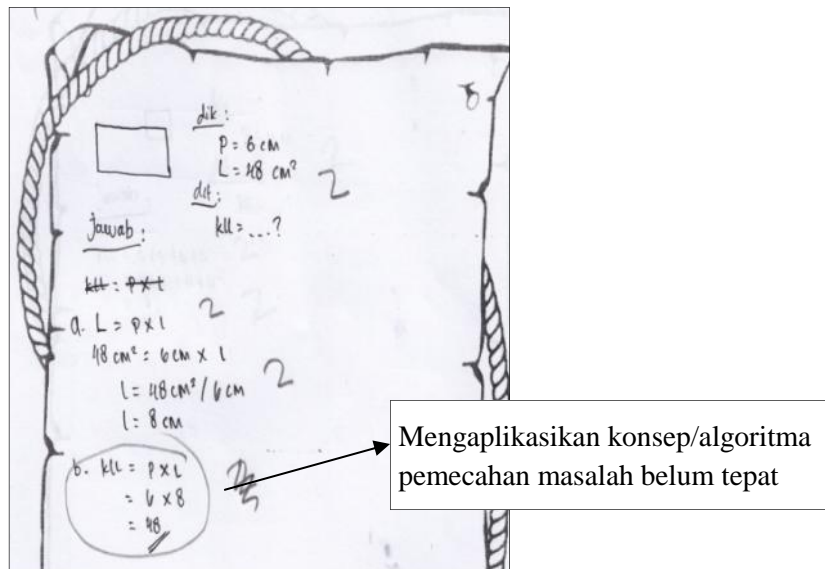 dik :
P = 6 cm
L = 48 cm²
2
dit :
kll = ...?
Jawab :
kll = p x l
a. L = p x l
2
48 cm² = 6 cm x l
l = 48 cm² / 6 cm
2
l = 8 cm
b. kll = p x l
= 6 x 8
= 48
Mengaplikasikan konsep/algoritma
pemecahan masalah belum tepat